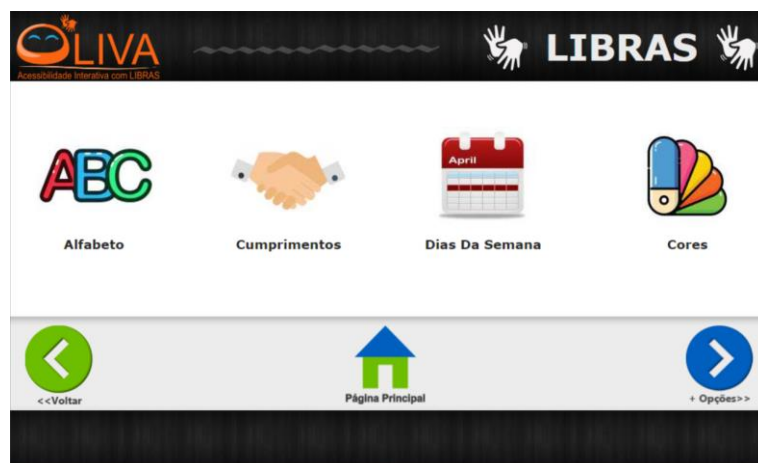 OLIVA
Acessibilidade Interativa com LIBRAS
LIBRAS
ABC
April
Alfabeto
Cumprimentos
Dias Da Semana
Cores
<<Voltar
Página Principal
+ Opções>>